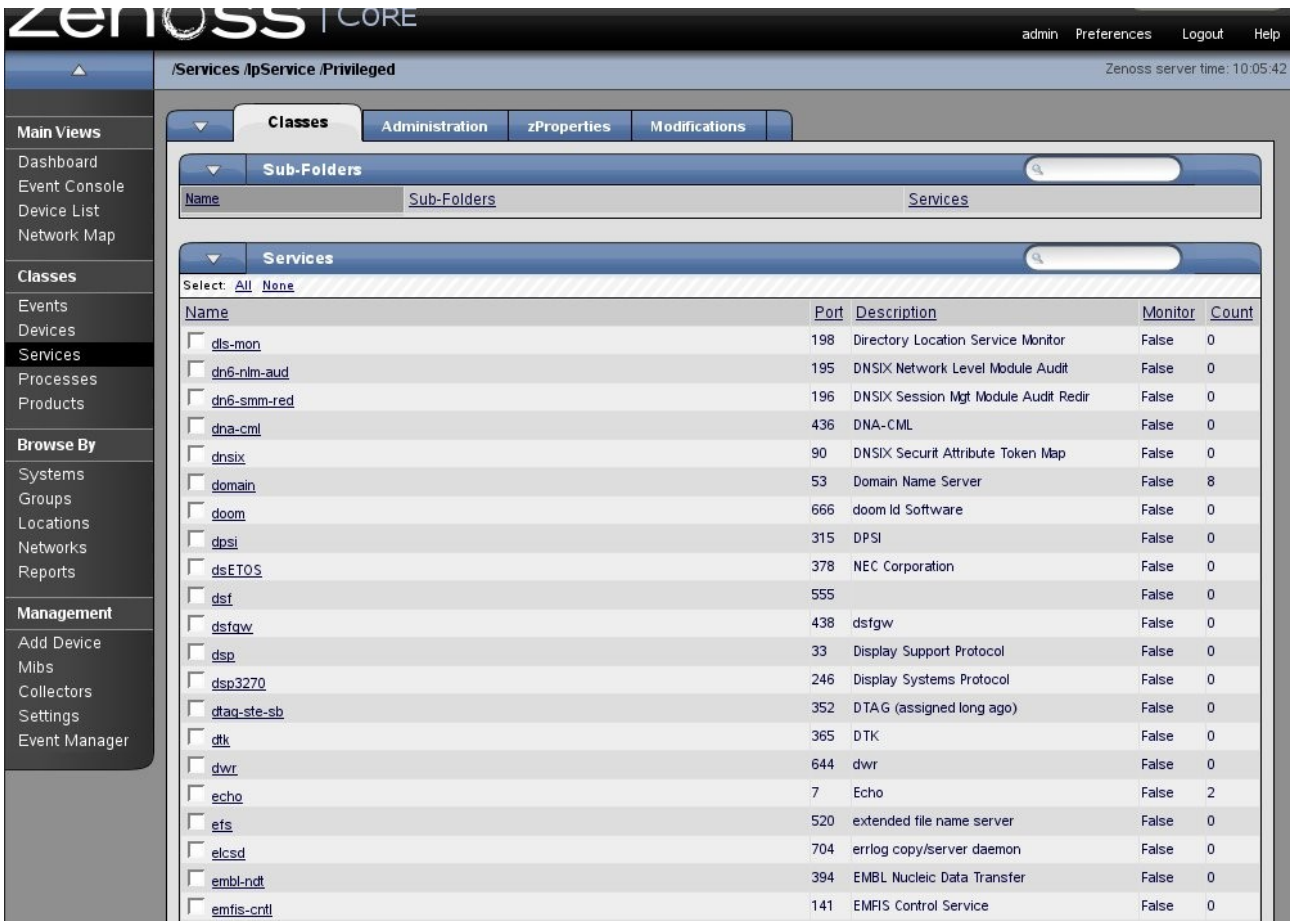 zenoss | CORE
admin Preferences Logout Help
/Services /IpService /Privileged Zenoss server time: 10:05:42
Main Views
Dashboard
Event Console
Device List
Network Map
Classes
Events
Devices
Services
Processes
Products
Browse By
Systems
Groups
Locations
Networks
Reports
Management
Add Device
Mibs
Collectors
Settings
Event Manager
Classes Administration zProperties Modifications
Sub-Folders
Name Sub-Folders Services
Services
Select: All None
Name Port Description Monitor Count
dls-mon 198 Directory Location Service Monitor False 0
dn6-nlm-aud 195 DNSIX Network Level Module Audit False 0
dn6-smm-red 196 DNSIX Session Mgt Module Audit Redir False 0
dna-cml 436 DNA-CML False 0
dnsix 90 DNSIX Securit Attribute Token Map False 0
domain 53 Domain Name Server False 8
doom 666 doom Id Software False 0
dpsi 315 DPSI False 0
dsETOS 378 NEC Corporation False 0
dsf 555 False 0
dsfgw 438 dsfgw False 0
dsp 33 Display Support Protocol False 0
dsp3270 246 Display Systems Protocol False 0
dtag-ste-sb 352 DTAG (assigned long ago) False 0
dtk 365 DTK False 0
dwr 644 dwr False 0
echo 7 Echo False 2
efs 520 extended file name server False 0
elcsd 704 errlog copy/server daemon False 0
embl-ndt 394 EMBL Nucleic Data Transfer False 0
emfis-cntl 141 EMFIS Control Service False 0